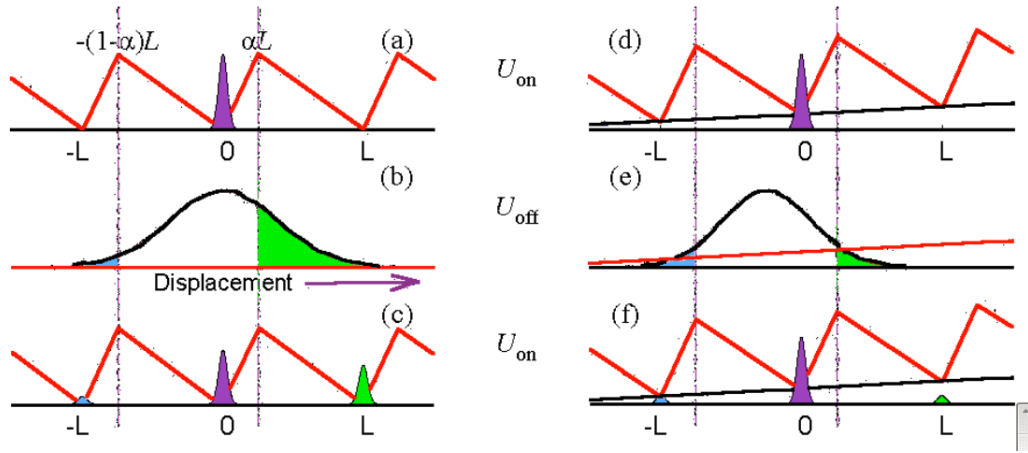 -(1-α)L
αL
(a)
-L
0
L
(b)
Displacement
(c)
-L
0
L
U_on
U_off
U_on
(d)
-L
0
L
(e)
(f)
-L
0
L